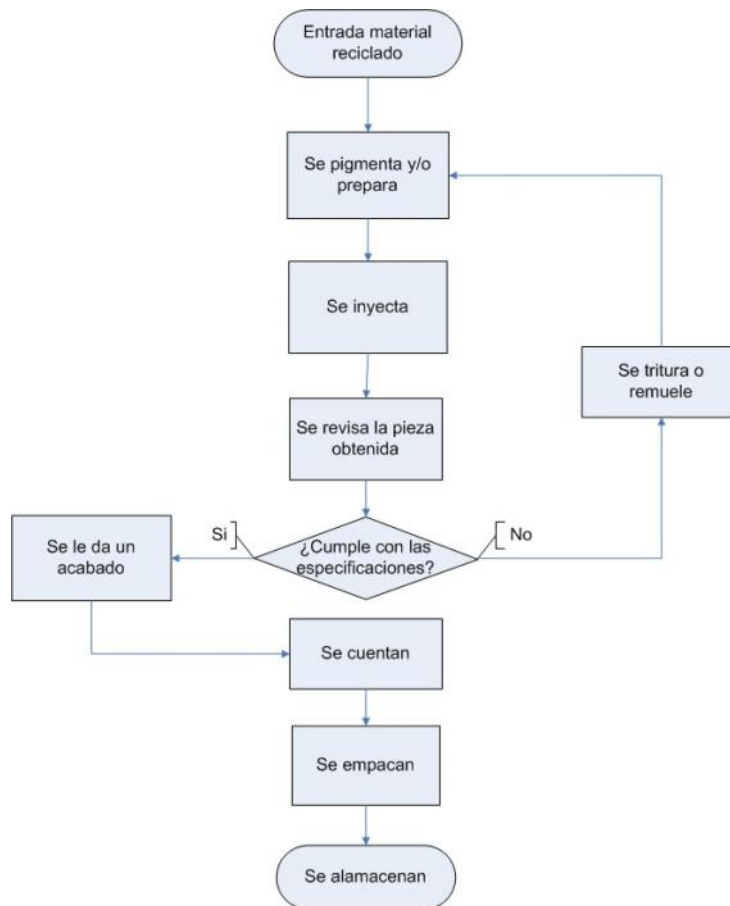 Entrada material
reciclado
Se pigmenta y/o
prepara
Se inyecta
Se tritura o
remuele
Se revisa la pieza
obtenida
Si
No
¿Cumple con las
especificaciones?
Se le da un
acabado
Se cuentan
Se empacan
Se alamacenan